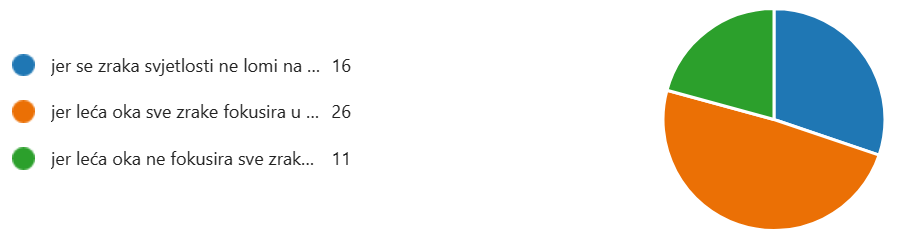 jer se zraka svjetlosti ne lomi na ... 16
jer leća oka sve zrake fokusira u ... 26
jer leća oka ne fokusira sve zrak... 11